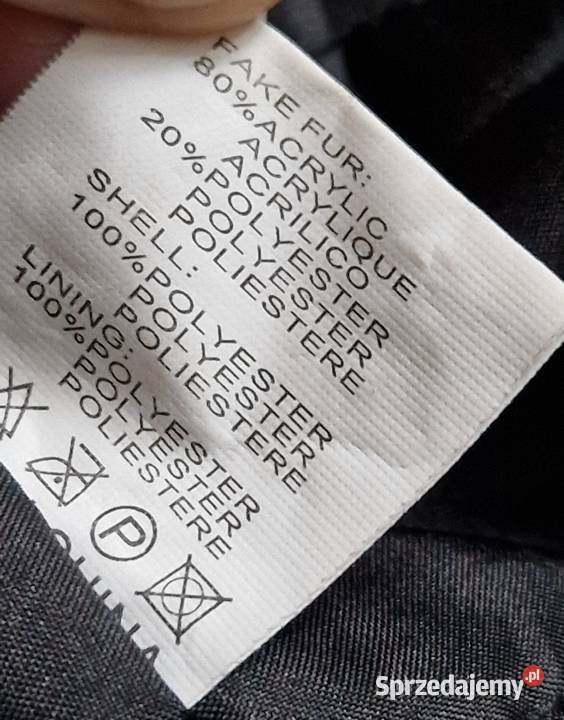 FAKE FUR:
80%ACRYLIC
ACRYLIQUE
ACRILICO
20%POLYESTER
POLYESTER
POLIESTERE
SHELL:
100%POLYESTER
POLYESTER
POLIESTERE
LINING:
100%POLYESTER
POLYESTER
POLIESTERE
P
CHINA
Sprzedajemy.pl